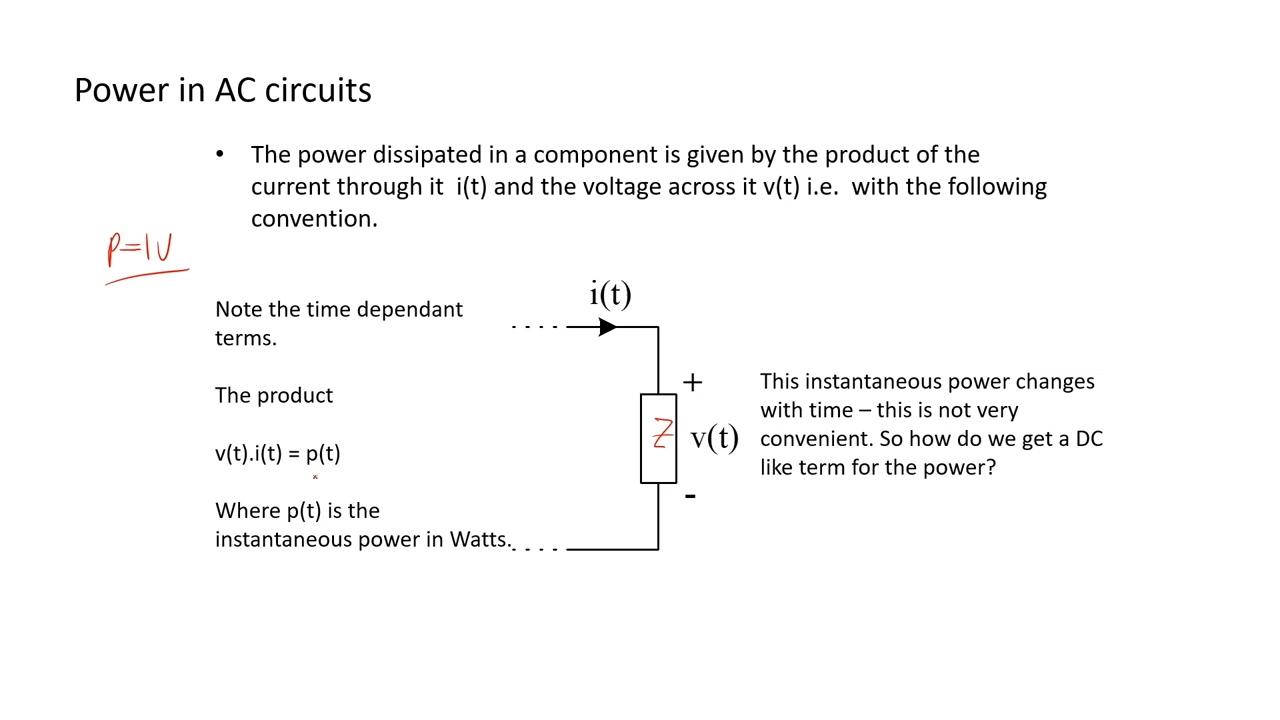 Power in AC circuits
• The power dissipated in a component is given by the product of the
current through it i(t) and the voltage across it v(t) i.e. with the following
convention.
P=IV
Note the time dependant
terms.
The product
v(t).i(t) = p(t)
Where p(t) is the
instantaneous power in Watts.
i(t)
+
Z
v(t)
-
This instantaneous power changes
with time – this is not very
convenient. So how do we get a DC
like term for the power?